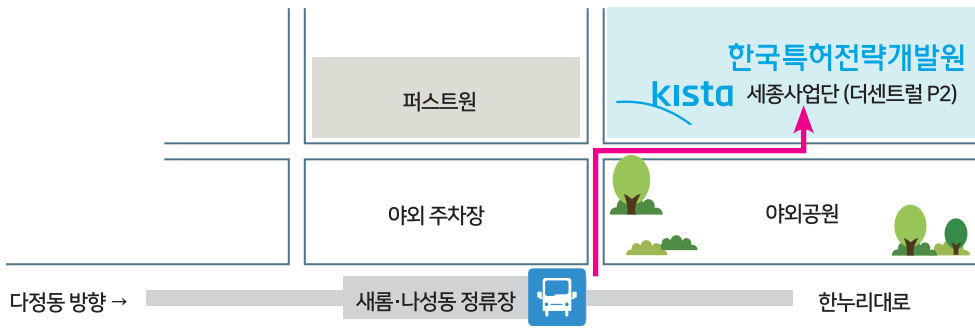 한국특허전략개발원
kista 세종사업단 (더센트럴 P2)
퍼스트원
야외 주차장
야외공원
다정동 방향 →
새롬·나성동 정류장
한누리대로